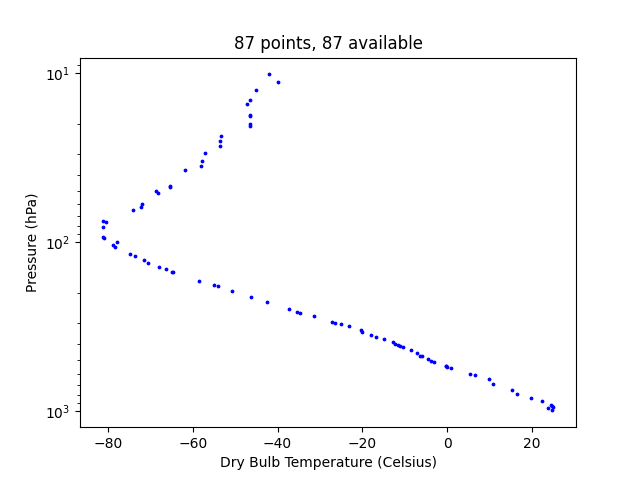 87 points, 87 available
10¹
10²
10³
Pressure (hPa)
−80 −60 −40 −20 0 20
Dry Bulb Temperature (Celsius)